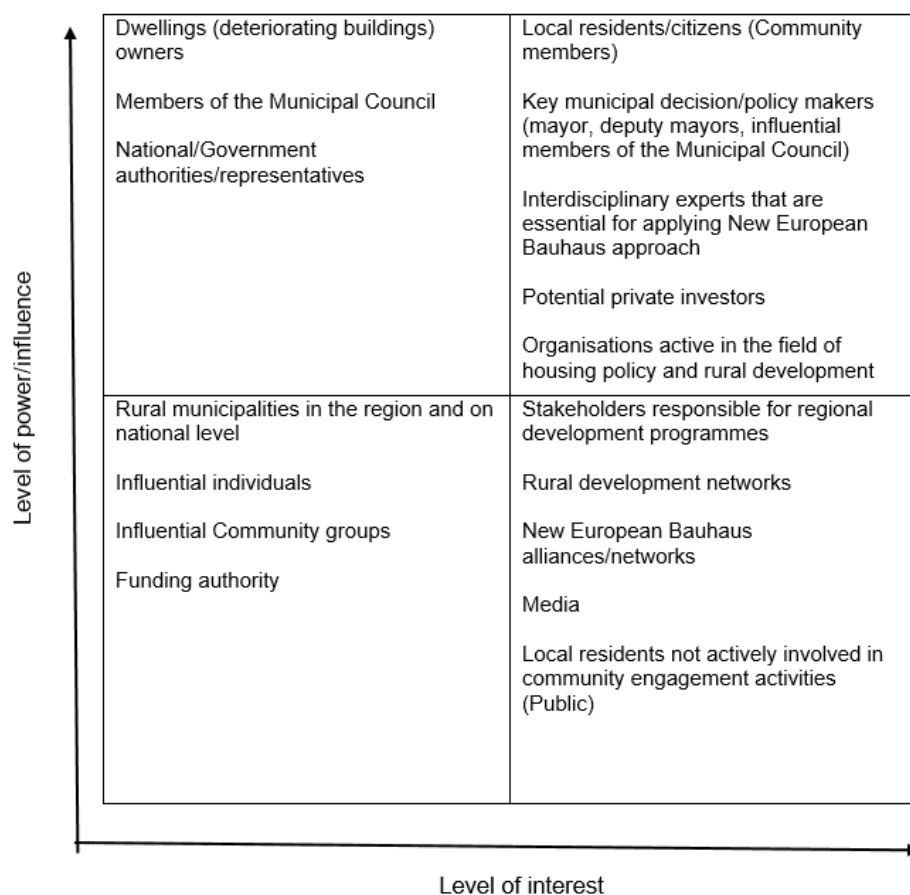 Dwellings (deteriorating buildings)
owners
Members of the Municipal Council
National/Government
authorities/representatives
Local residents/citizens (Community
members)
Key municipal decision/policy makers
(mayor, deputy mayors, influential
members of the Municipal Council)
Interdisciplinary experts that are
essential for applying New European
Bauhaus approach
Potential private investors
Organisations active in the field of
housing policy and rural development
Rural municipalities in the region and on
national level
Influential individuals
Influential Community groups
Funding authority
Stakeholders responsible for regional
development programmes
Rural development networks
New European Bauhaus
alliances/networks
Media
Local residents not actively involved in
community engagement activities
(Public)
Level of power/influence
Level of interest